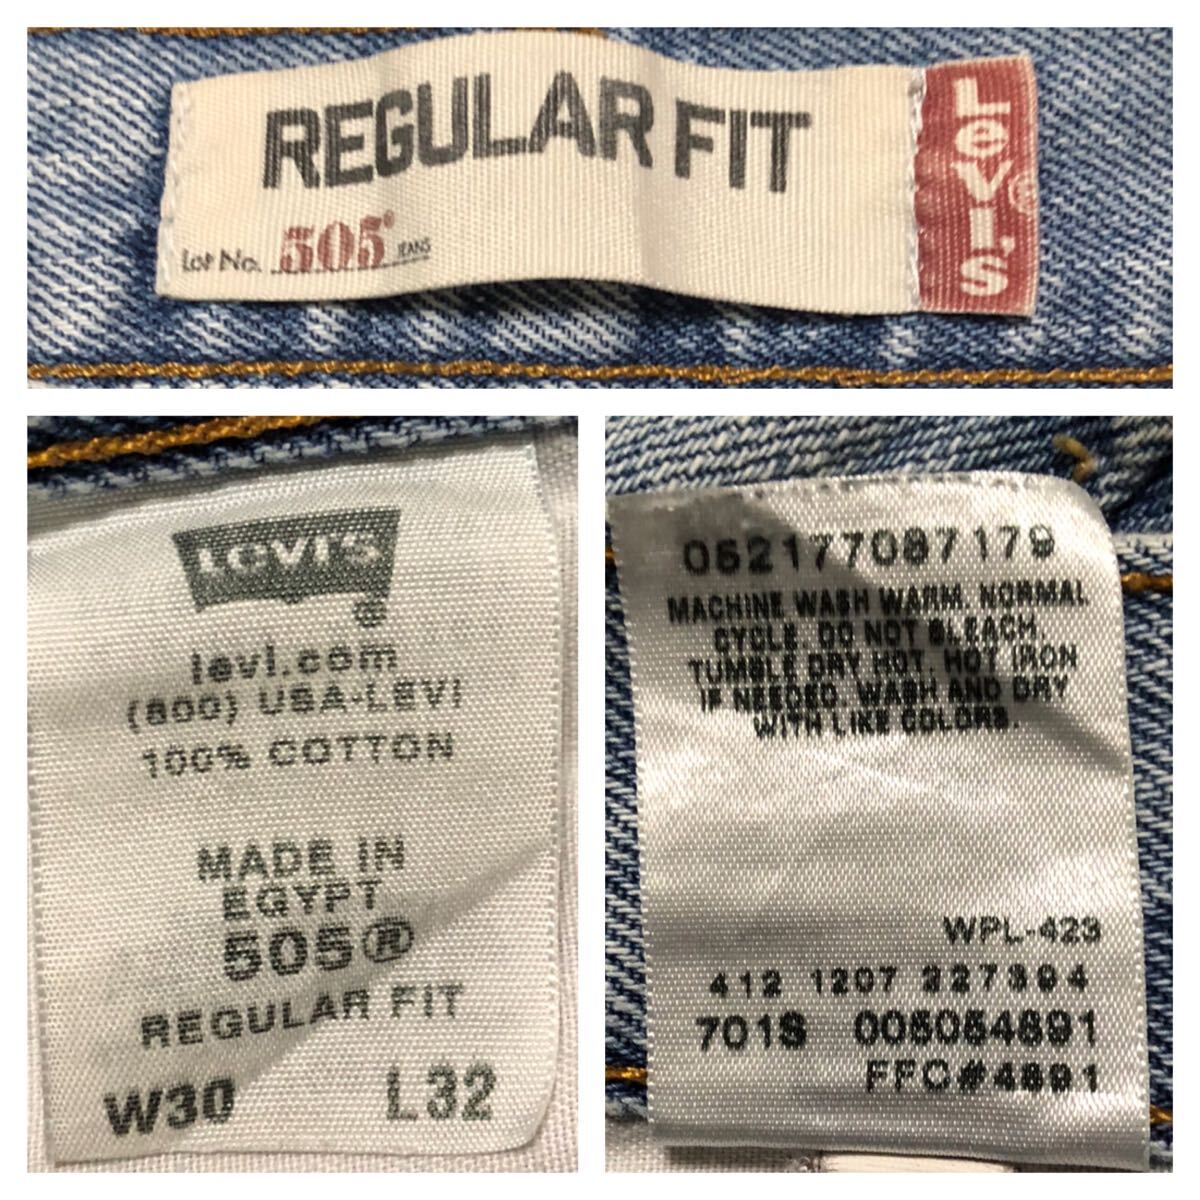 REGULAR FIT
Lot No. 505® JEANS
Levi's®
Levi's
®
levi.com
(800) USA-LEVI
100% COTTON
MADE IN
EGYPT
505®
REGULAR FIT
W30 L32
052177087179
MACHINE WASH WARM. NORMAL
CYCLE. DO NOT BLEACH.
TUMBLE DRY HOT. HOT IRON
IF NEEDED. WASH AND DRY
WITH LIKE COLORS.
WPL-423
412 1207 227394
701S 005054891
FFC#4891